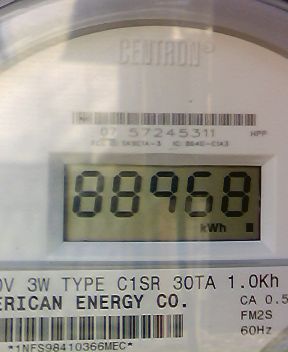 CENTRON
07 57245311 HPP
88968
kWh
0V 3W TYPE C1SR 30TA 1.0Kh
ERICAN ENERGY CO.
CA 0.5
FM2S
60Hz
*1NFS98410366MEC*